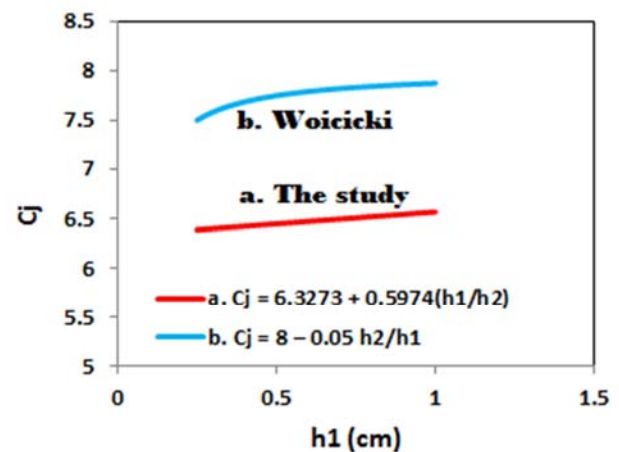 8.5
8
7.5
7
6.5
6
5.5
5
Cj
b. Woicicki
a. The study
a. Cj = 6.3273 + 0.5974(h1/h2)
b. Cj = 8 – 0.05 h2/h1
0 0.5 1 1.5
h1 (cm)